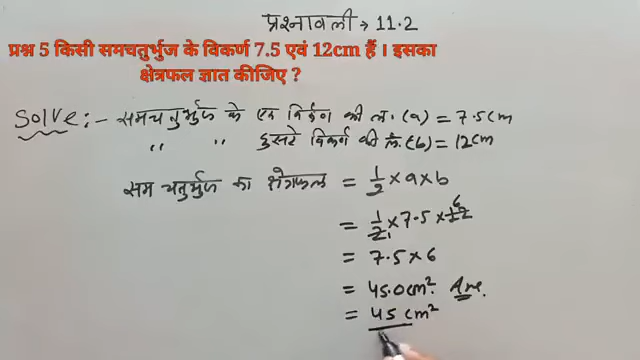 प्रश्नावली → 11.2
प्रश्न 5 किसी समचतुर्भुज के विकर्ण 7.5 एवं 12cm हैं । इसका
क्षेत्रफल ज्ञात कीजिए ?
Solve:- समचतुर्भुज के एक विकर्ण की ल. (a) = 7.5cm
" " दुसरे विकर्ण की ल. (b) = 12cm
समचतुर्भुज का क्षेत्रफल = 1/2 × a × b
= 1/2 × 7.5 × 12 6
= 7.5 × 6
= 45.0cm². Ans.
= 45 cm²